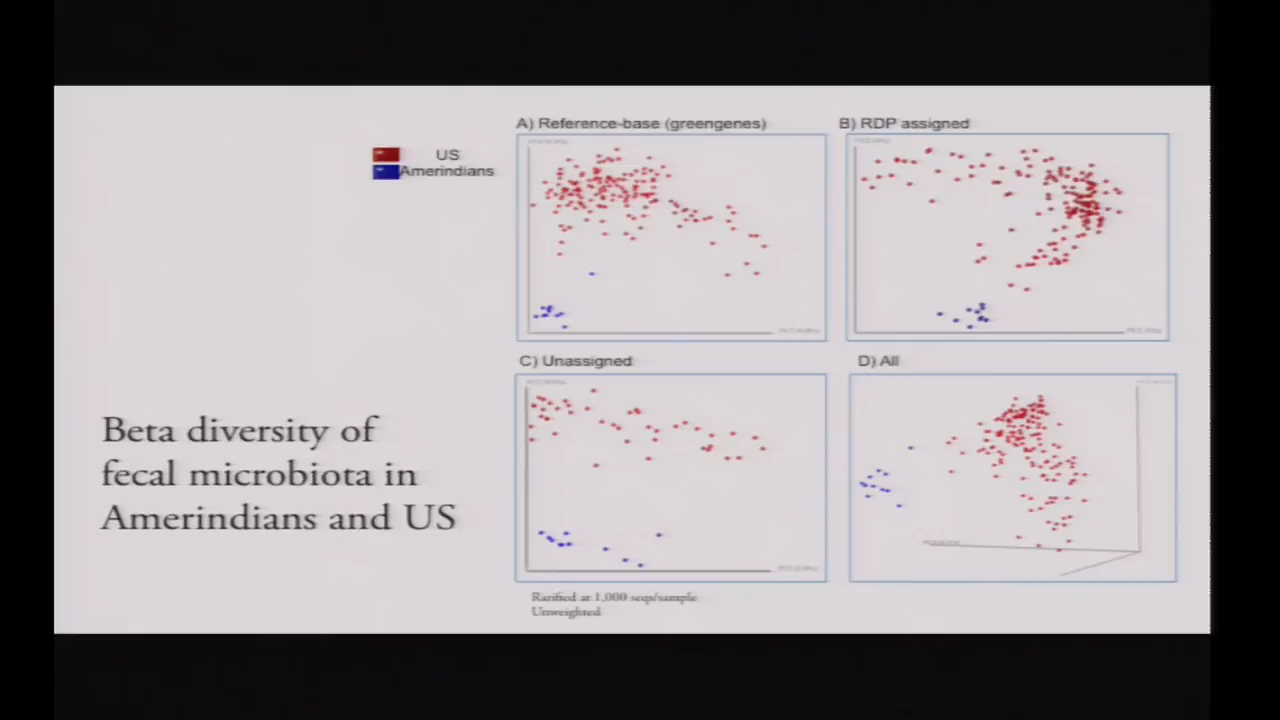 A) Reference-base (greengenes)
B) RDP assigned
US
Amerindians
C) Unassigned
D) All
Beta diversity of
fecal microbiota in
Amerindians and US
Rarified at 1,000 seqs/sample
Unweighted